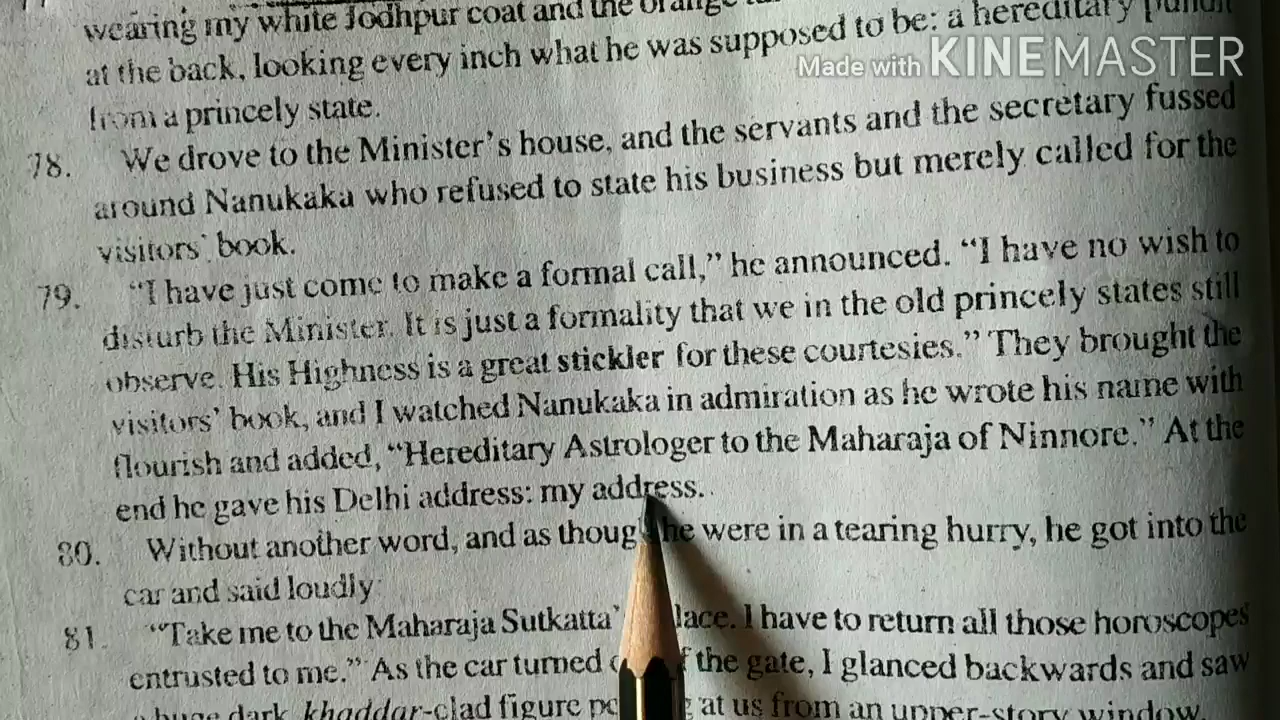 wearing my white Jodhpur coat and the orange
at the back, looking every inch what he was supposed to be: a hereditary pundit
Made with KINEMASTER
from a princely state.
78. We drove to the Minister's house, and the servants and the secretary fussed
around Nanukaka who refused to state his business but merely called for the
visitors' book.
79. “I have just come to make a formal call,” he announced. “I have no wish to
disturb the Minister. It is just a formality that we in the old princely states still
observe. His Highness is a great stickler for these courtesies.” They brought the
visitors' book, and I watched Nanukaka in admiration as he wrote his name with
flourish and added, “Hereditary Astrologer to the Maharaja of Ninnore.” At the
end he gave his Delhi address: my address.
80. Without another word, and as thoug he were in a tearing hurry, he got into the
car and said loudly:
81. “Take me to the Maharaja Sutkatta' lace. I have to return all those horoscopes
entrusted to me.” As the car turned the gate, I glanced backwards and saw
huge dark, khaddar-clad figure at us from an upper-story window.